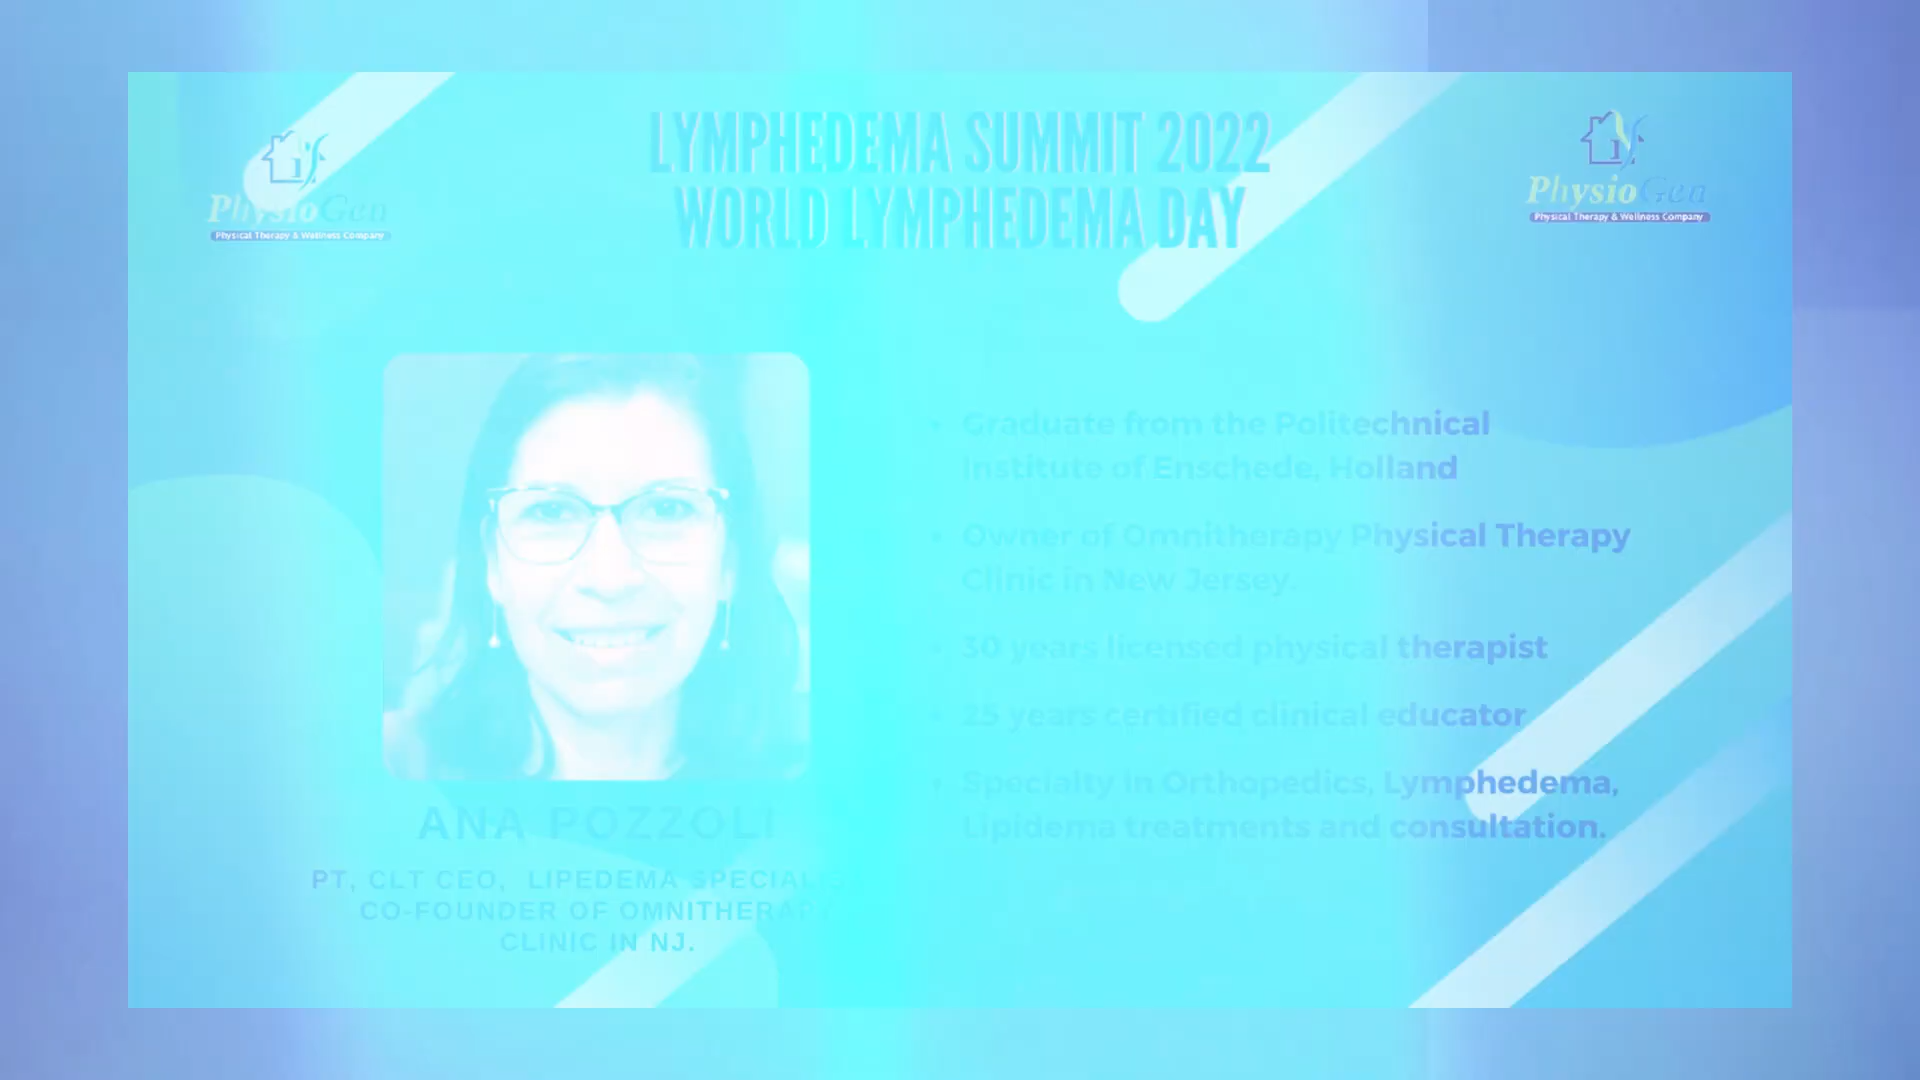 LYMPHEDEMA SUMMIT 2022
WORLD LYMPHEDEMA DAY
PhysioGen
Physical Therapy & Wellness Company
PhysioGen
Physical Therapy & Wellness Company
ANA POZZOLI
PT, CLT CEO, LIPEDEMA SPECIALIS
CO-FOUNDER OF OMNITHERAPY
CLINIC IN NJ.
• Graduate from the Politechnical
Institute of Enschede, Holland
• Owner of Omnitherapy Physical Therapy
Clinic in New Jersey.
• 30 years licensed physical therapist
• 25 years certified clinical educator
• Specialty in Orthopedics, Lymphedema,
Lipidema treatments and consultation.